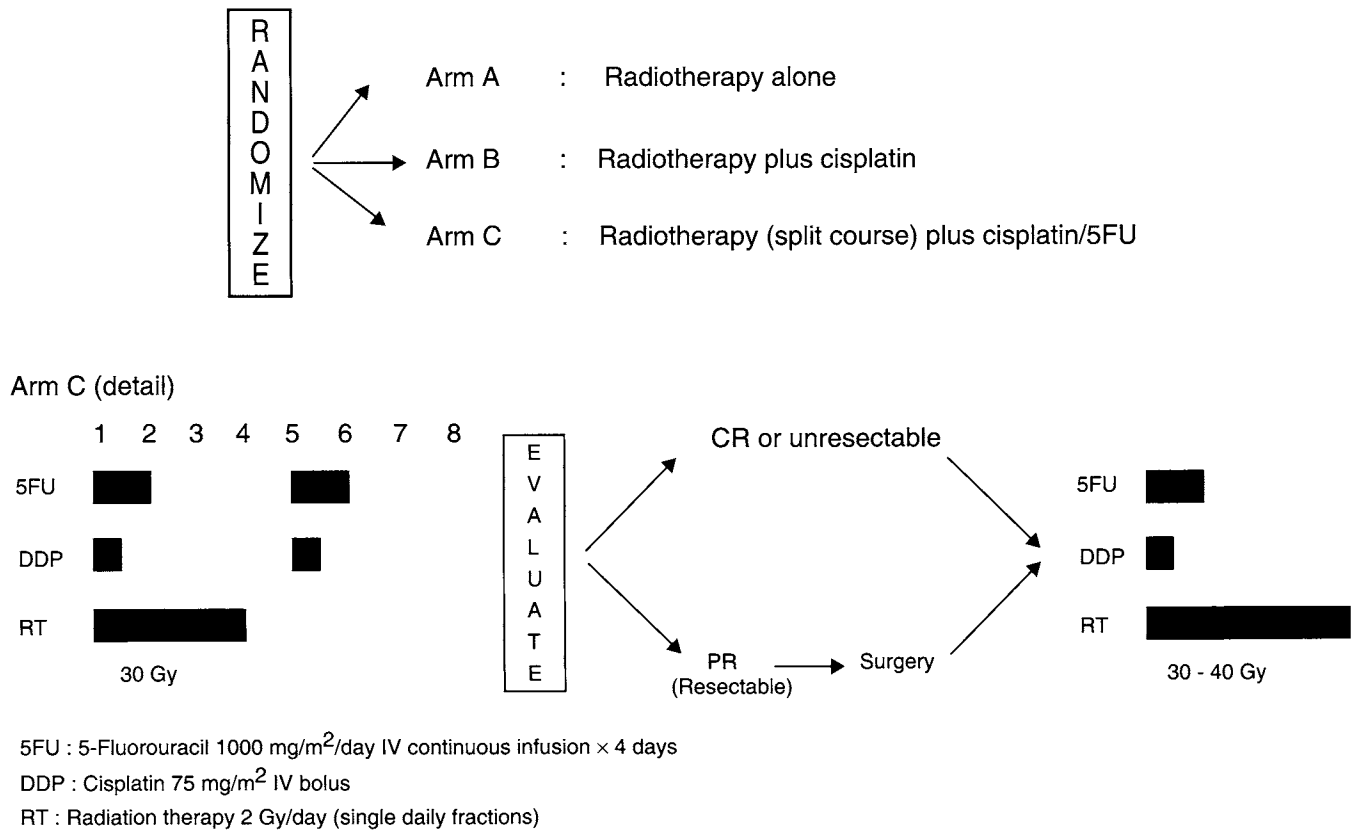 RANDOMIZE
Arm A : Radiotherapy alone
Arm B : Radiotherapy plus cisplatin
Arm C : Radiotherapy (split course) plus cisplatin/5FU
Arm C (detail)
1 2 3 4 5 6 7 8
5FU
DDP
RT
30 Gy
EVALUATE
CR or unresectable
PR
(Resectable)
Surgery
5FU
DDP
RT
30 - 40 Gy
5FU : 5-Fluorouracil 1000 mg/m2/day IV continuous infusion × 4 days
DDP : Cisplatin 75 mg/m2 IV bolus
RT : Radiation therapy 2 Gy/day (single daily fractions)